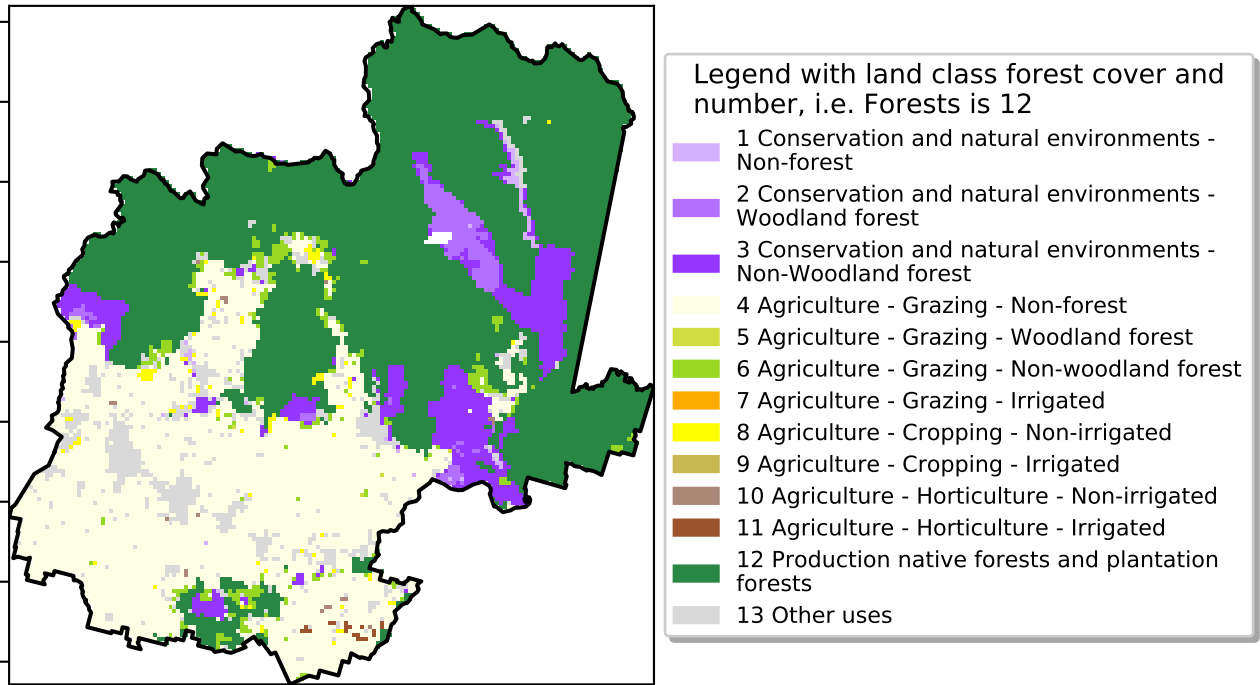 Legend with land class forest cover and
number, i.e. Forests is 12
1 Conservation and natural environments -
Non-forest
2 Conservation and natural environments -
Woodland forest
3 Conservation and natural environments -
Non-Woodland forest
4 Agriculture - Grazing - Non-forest
5 Agriculture - Grazing - Woodland forest
6 Agriculture - Grazing - Non-woodland forest
7 Agriculture - Grazing - Irrigated
8 Agriculture - Cropping - Non-irrigated
9 Agriculture - Cropping - Irrigated
10 Agriculture - Horticulture - Non-irrigated
11 Agriculture - Horticulture - Irrigated
12 Production native forests and plantation
forests
13 Other uses